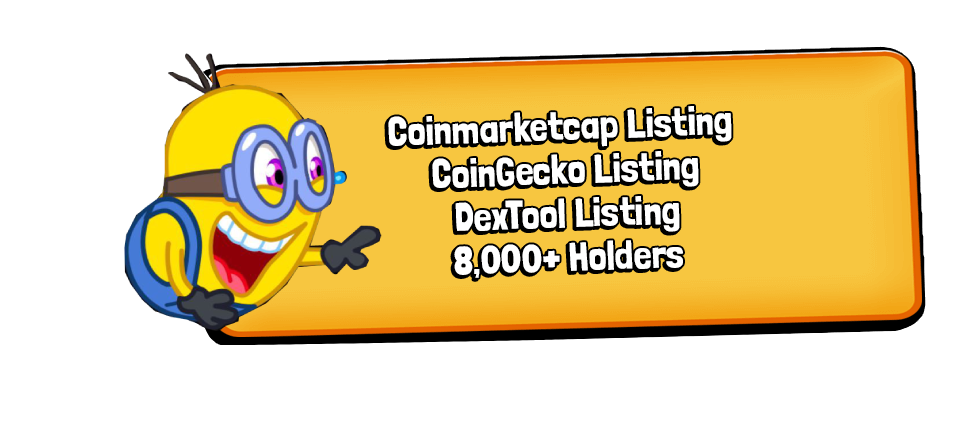 Coinmarketcap Listing
CoinGecko Listing
DexTool Listing
8,000+ Holders